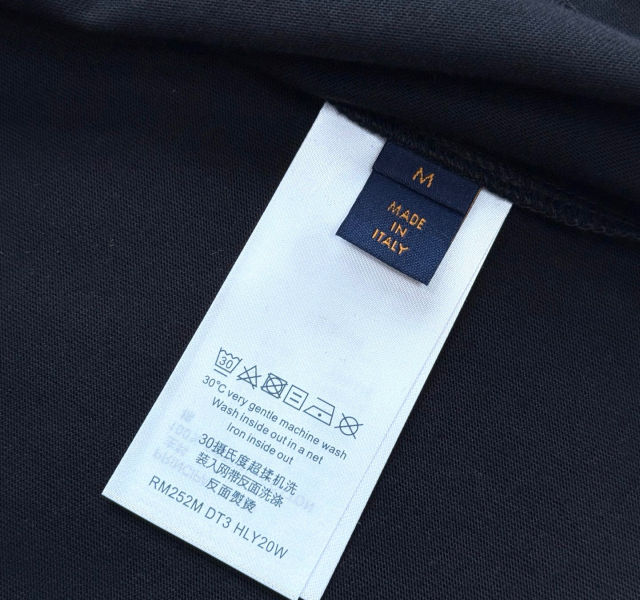 M
MADE
IN
ITALY
30
30°C very gentle machine wash
Wash inside out in a net
Iron inside out
30摄氏度超柔机洗
装入网带反面洗涤
反面熨烫
RM252M DT3 HLY20W